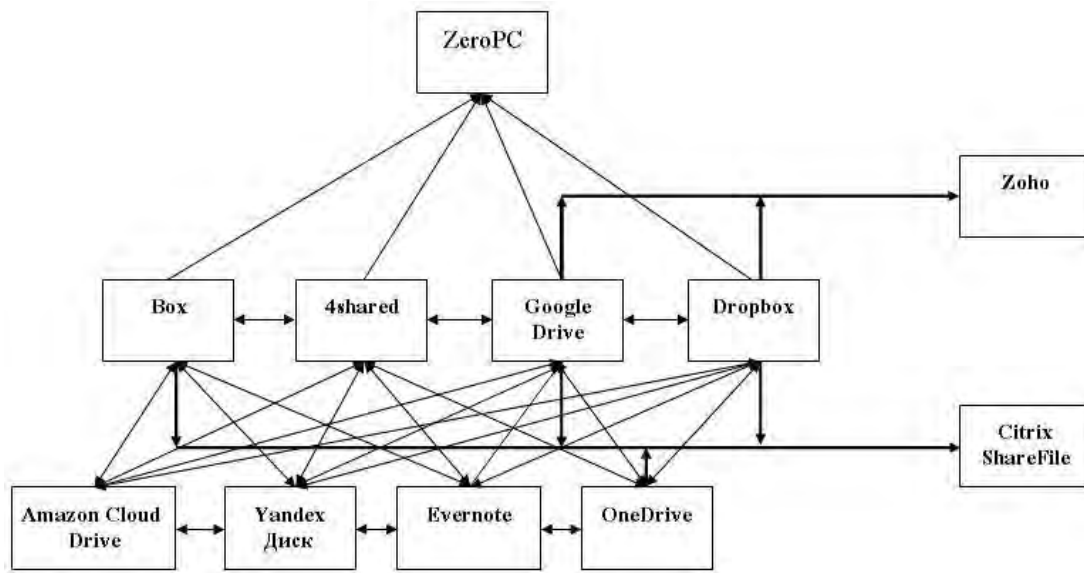 ZeroPC
Zoho
Box
4shared
Google
Drive
Dropbox
Citrix
ShareFile
Amazon Cloud
Drive
Yandex
Диск
Evernote
OneDrive